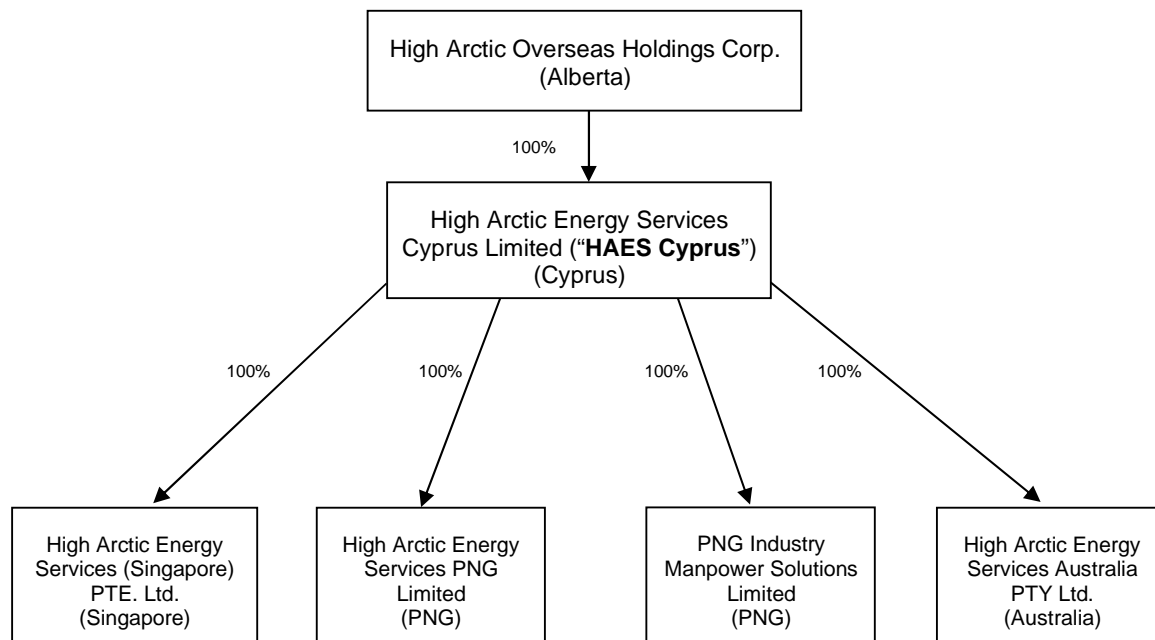 High Arctic Overseas Holdings Corp.
(Alberta)
100%
High Arctic Energy Services
Cyprus Limited (“HAES Cyprus”)
(Cyprus)
100%
100%
100%
100%
High Arctic Energy
Services (Singapore)
PTE. Ltd.
(Singapore)
High Arctic Energy
Services PNG
Limited
(PNG)
PNG Industry
Manpower Solutions
Limited
(PNG)
High Arctic Energy
Services Australia
PTY Ltd.
(Australia)